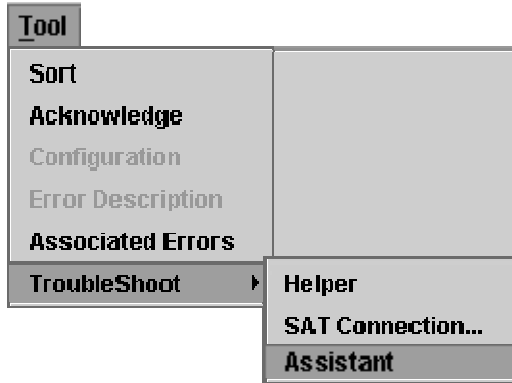 Tool
Sort
Acknowledge
Configuration
Error Description
Associated Errors
TroubleShoot
Helper
SAT Connection...
Assistant